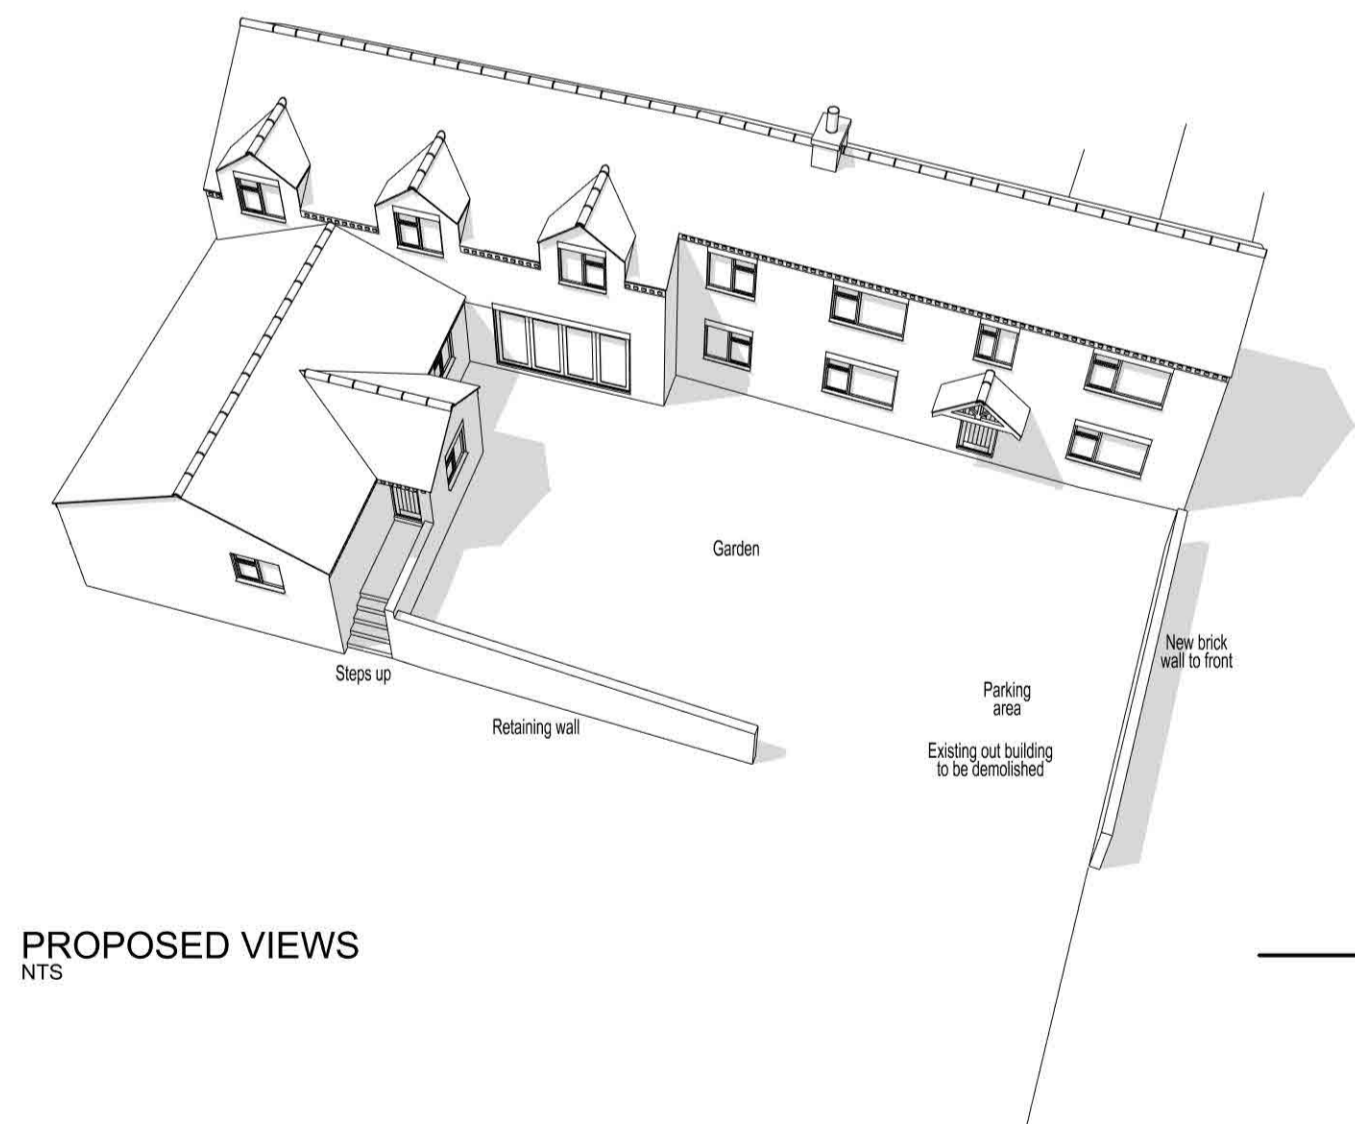 Garden
New brick
wall to front
Steps up
Parking
area
Retaining wall
Existing out building
to be demolished
PROPOSED VIEWS
NTS